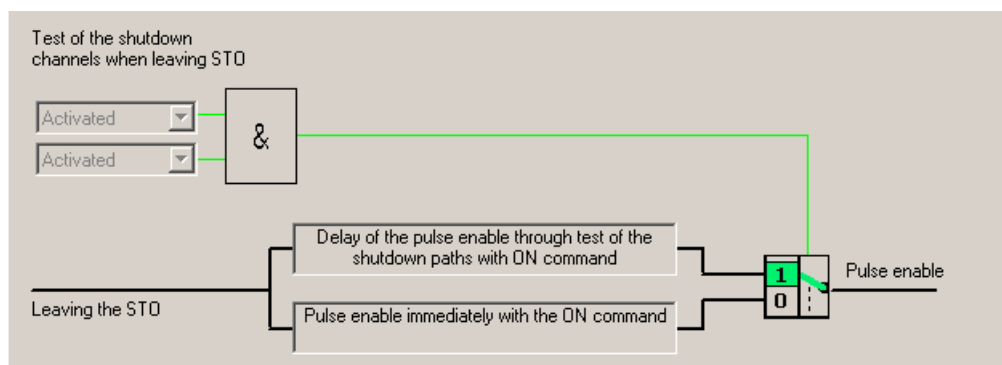 Test of the shutdown
channels when leaving STO
Activated
Activated
&
Delay of the pulse enable through test of the
shutdown paths with ON command
1
0
Pulse enable
Leaving the STO
Pulse enable immediately with the ON command